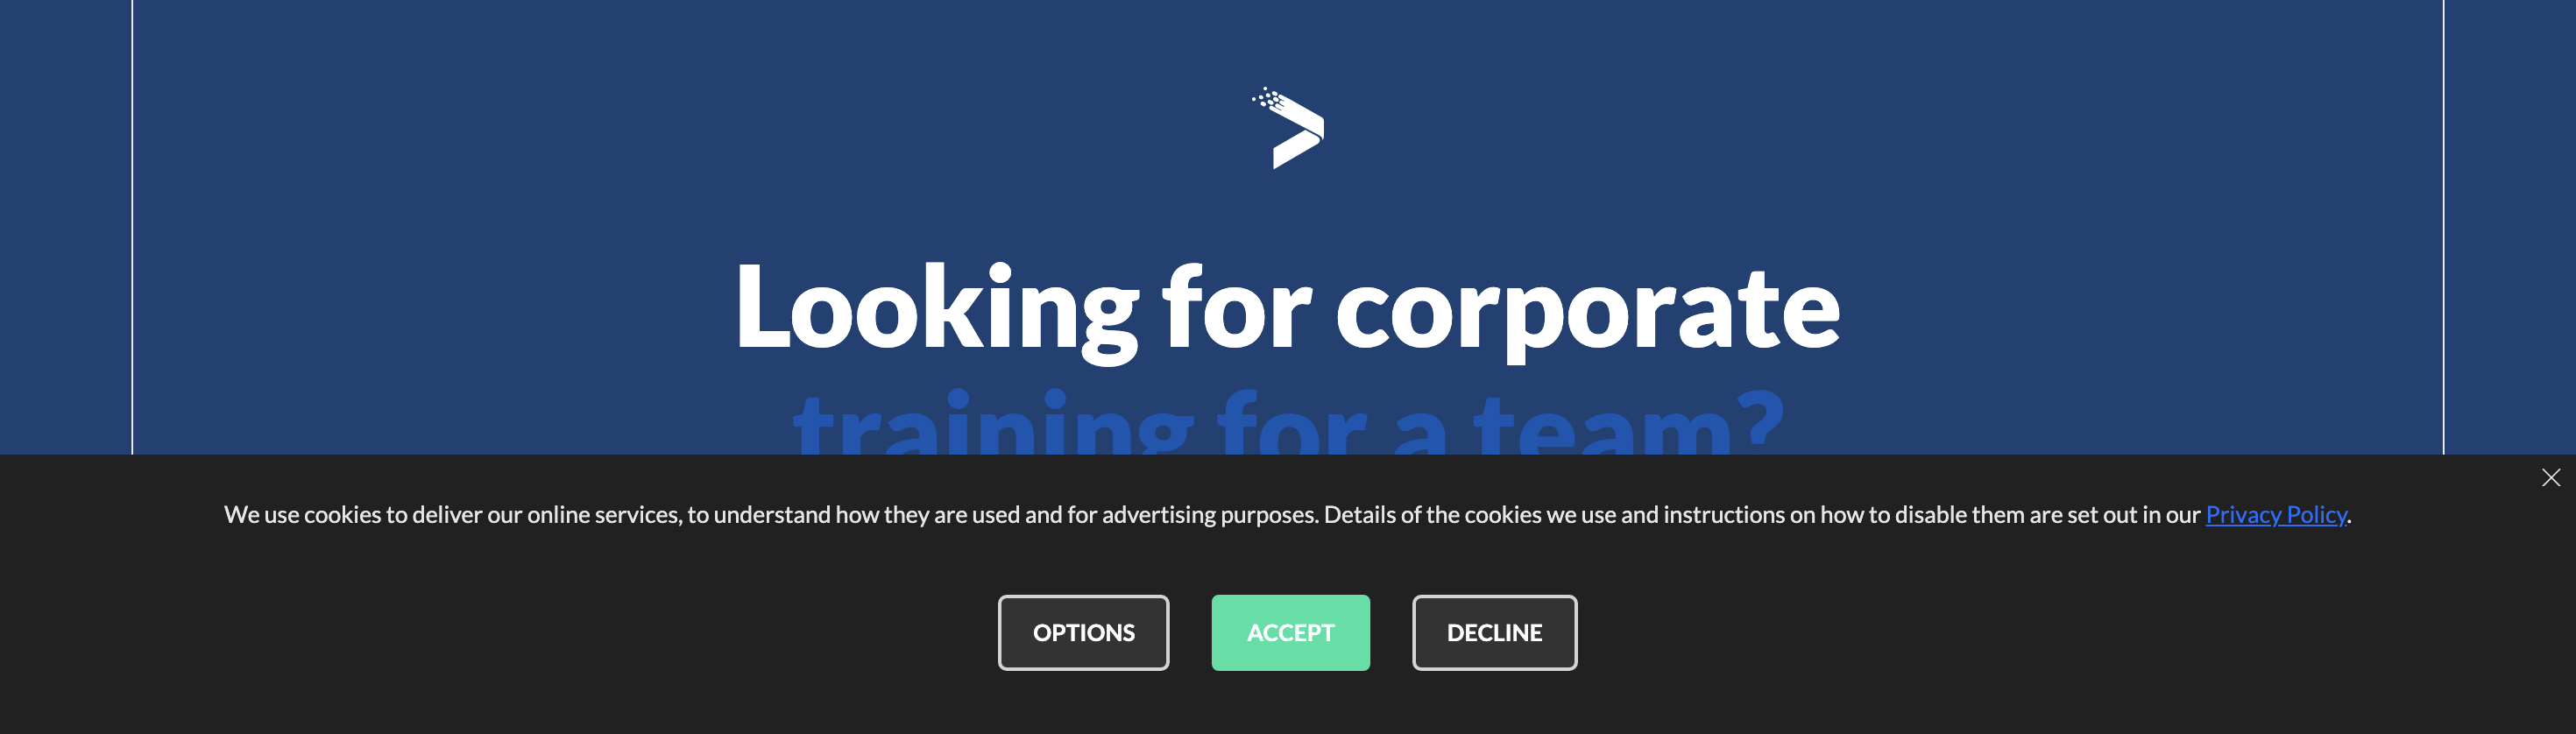 Looking for corporate
training for a team?
We use cookies to deliver our online services, to understand how they are used and for advertising purposes. Details of the cookies we use and instructions on how to disable them are set out in our Privacy Policy.
OPTIONS
ACCEPT
DECLINE